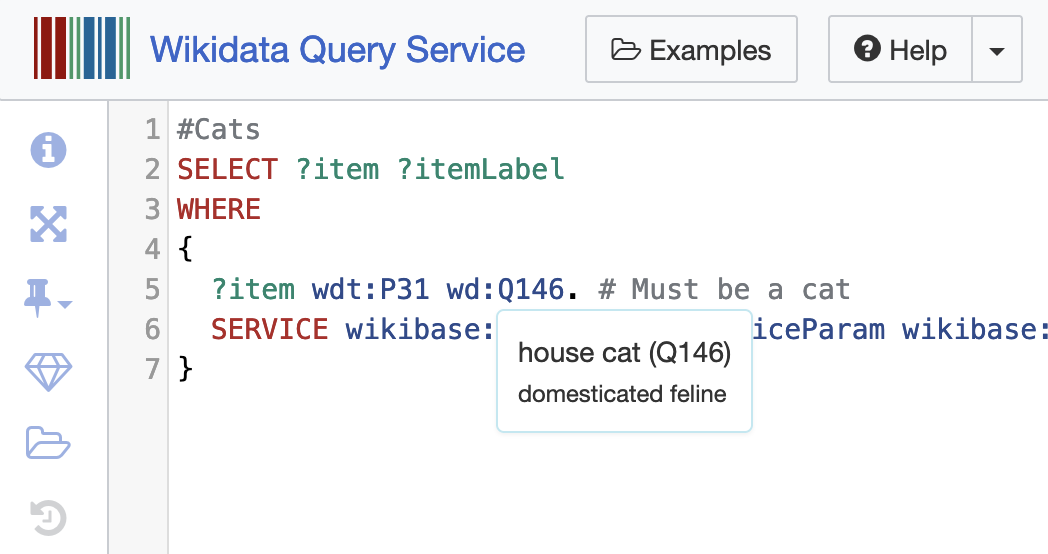 Wikidata Query Service
Examples
Help
1 #Cats
2 SELECT ?item ?itemLabel
3 WHERE
4 {
5 ?item wdt:P31 wd:Q146. # Must be a cat
6 SERVICE wikibase: iceParam wikibase:
house cat (Q146)
domesticated feline
7 }